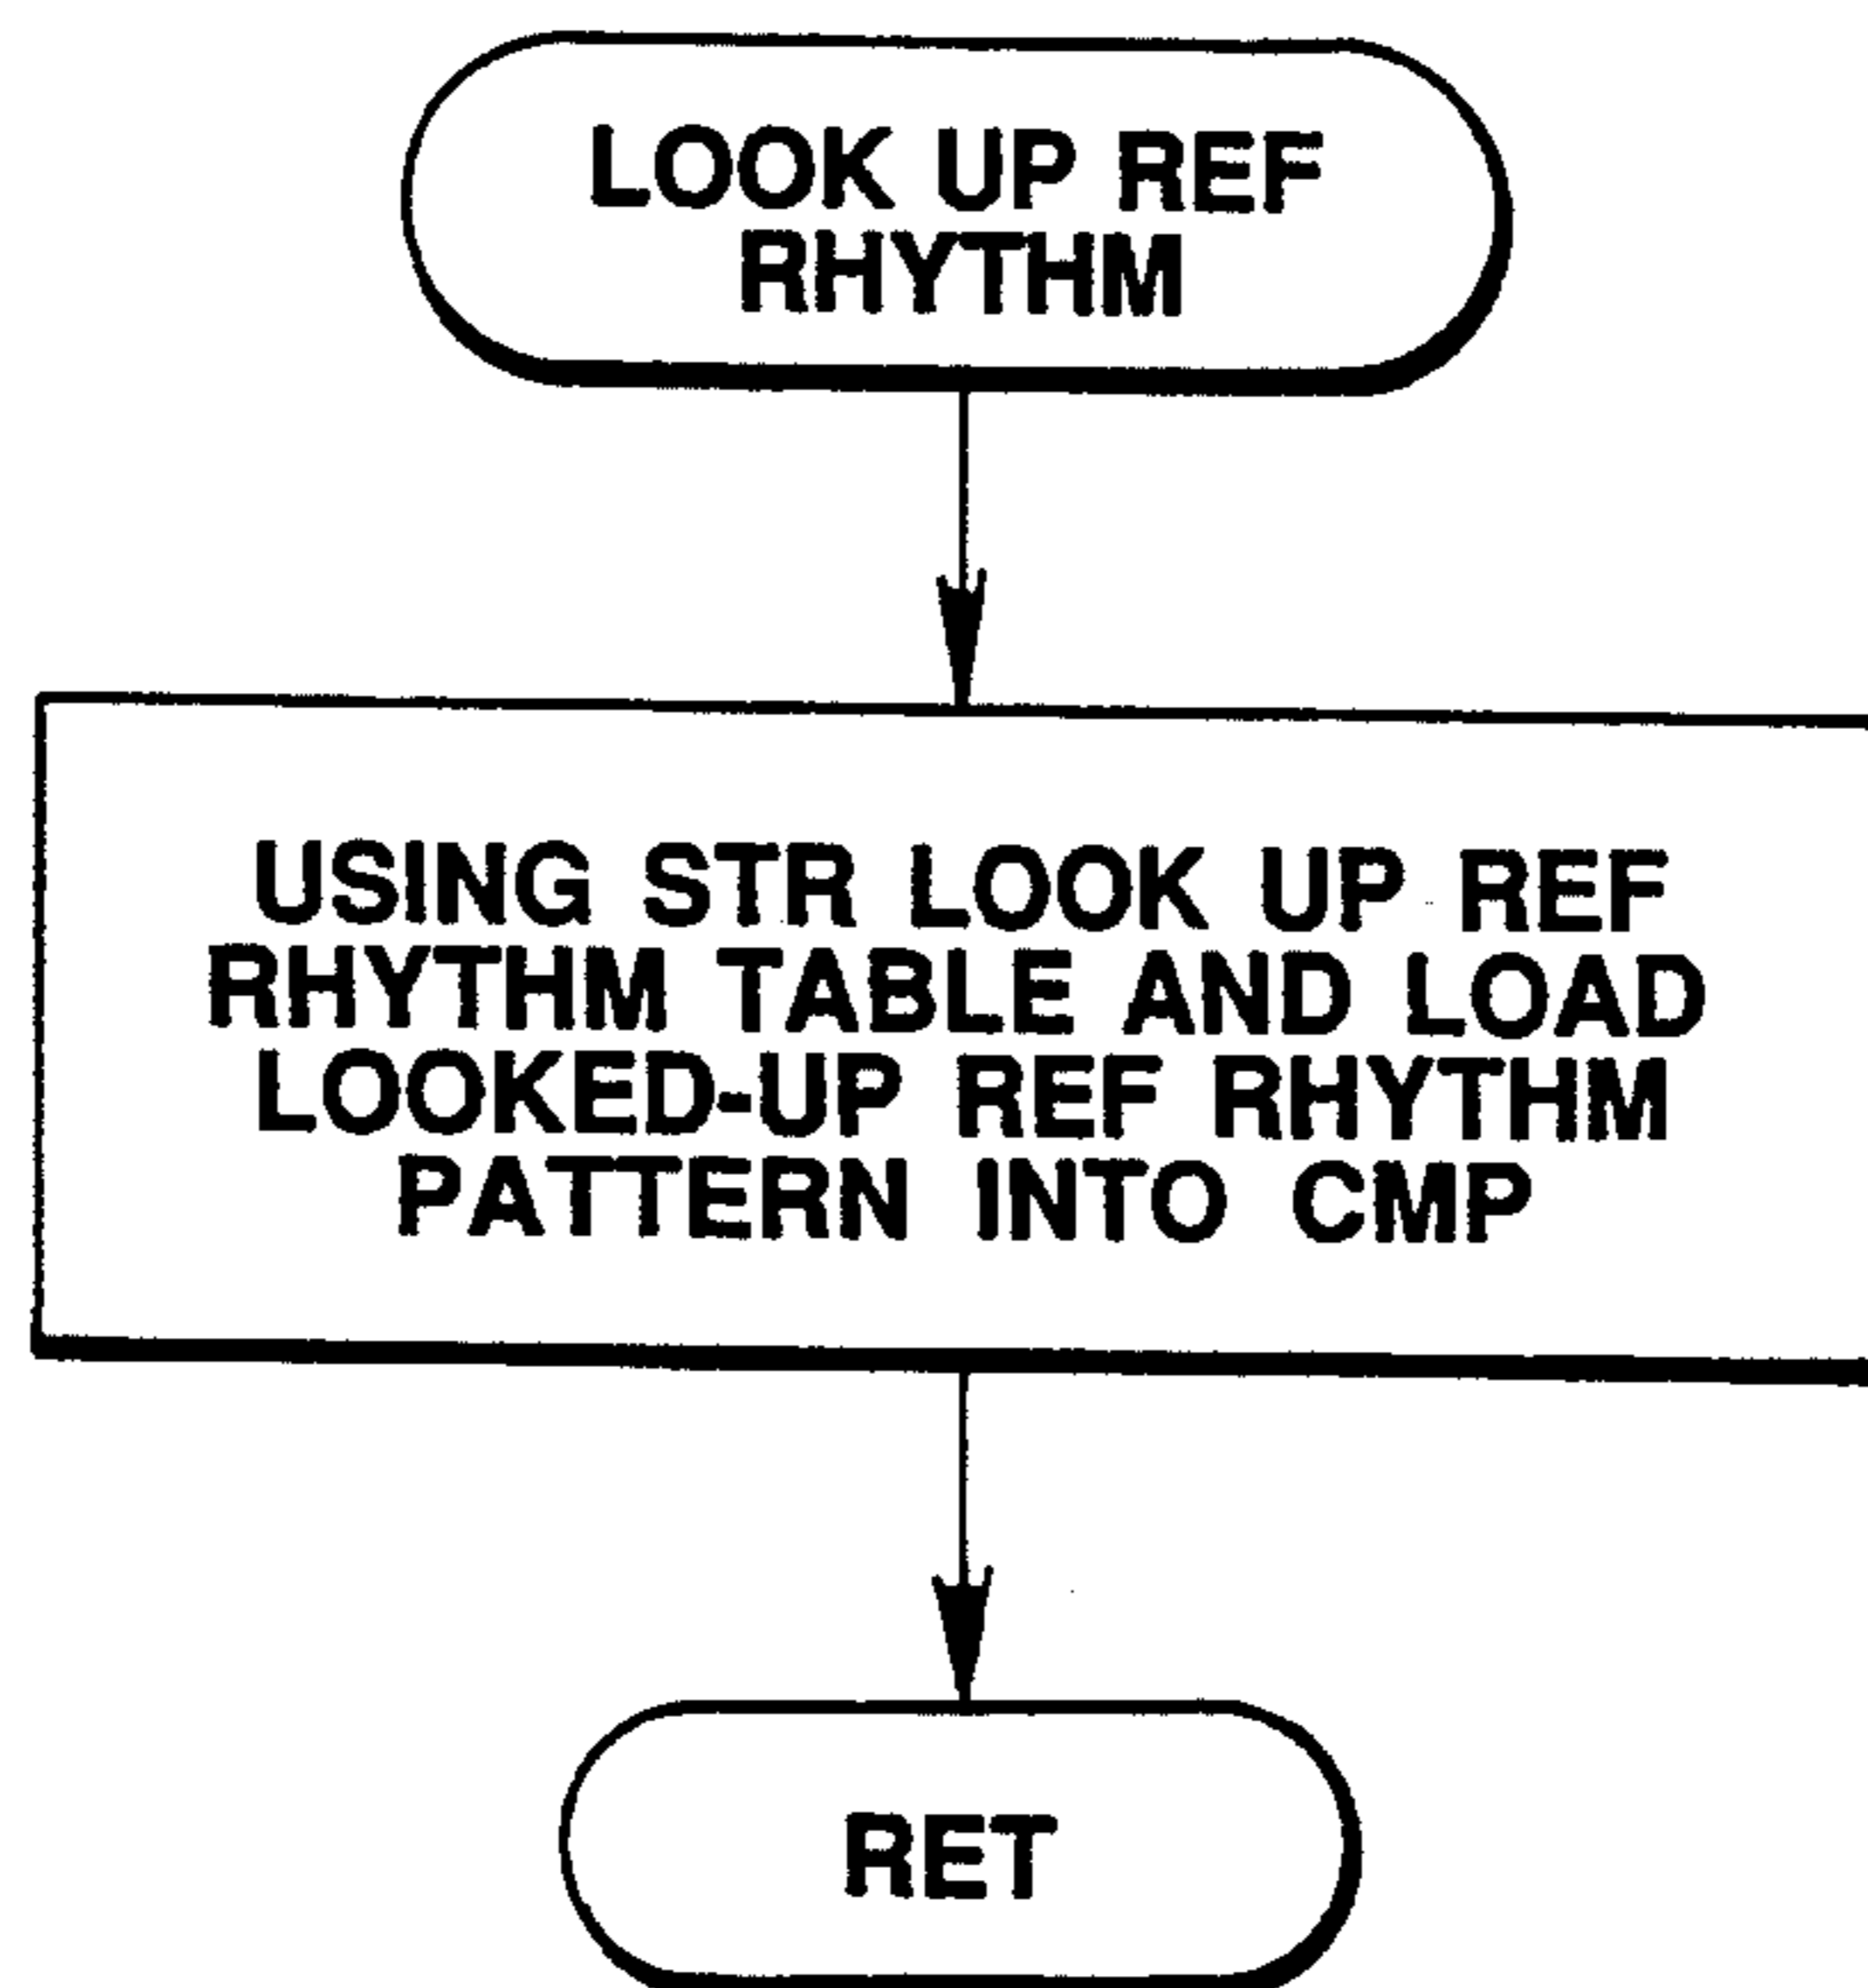 LOOK UP REF
RHYTHM
USING STR LOOK UP REF
RHYTHM TABLE AND LOAD
LOOKED-UP REF RHYTHM
PATTERN INTO CMP
RET